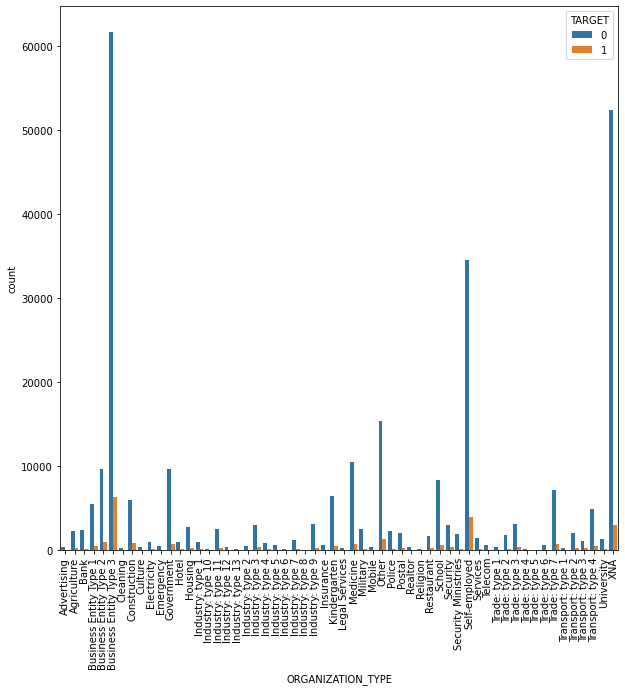 TARGET
0
1
60000
50000
40000
30000
20000
10000
0
count
Advertising
Agriculture
Bank
Business Entity Type 1
Business Entity Type 2
Business Entity Type 3
Cleaning
Construction
Culture
Electricity
Emergency
Government
Hotel
Housing
Industry: type 1
Industry: type 10
Industry: type 11
Industry: type 12
Industry: type 13
Industry: type 2
Industry: type 3
Industry: type 4
Industry: type 5
Industry: type 6
Industry: type 7
Industry: type 8
Industry: type 9
Insurance
Kindergarten
Legal Services
Medicine
Military
Mobile
Other
Police
Postal
Realtor
Religion
Restaurant
School
Security
Security Ministries
Self-employed
Services
Telecom
Trade: type 1
Trade: type 2
Trade: type 3
Trade: type 4
Trade: type 5
Trade: type 6
Trade: type 7
Transport: type 1
Transport: type 2
Transport: type 3
Transport: type 4
University
XNA
ORGANIZATION_TYPE